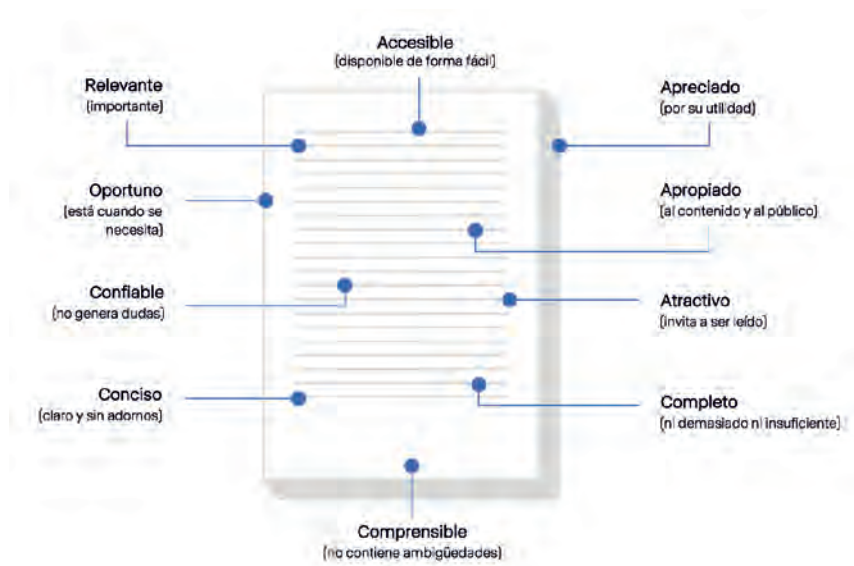 Accesible
(disponible de forma fácil)
Relevante
(importante)
Apreciado
(por su utilidad)
Oportuno
(está cuando se
necesita)
Apropiado
(al contenido y al público)
Confiable
(no genera dudas)
Atractivo
(invita a ser leído)
Conciso
(claro y sin adornos)
Completo
(ni demasiado ni insuficiente)
Comprensible
(no contiene ambigüedades)